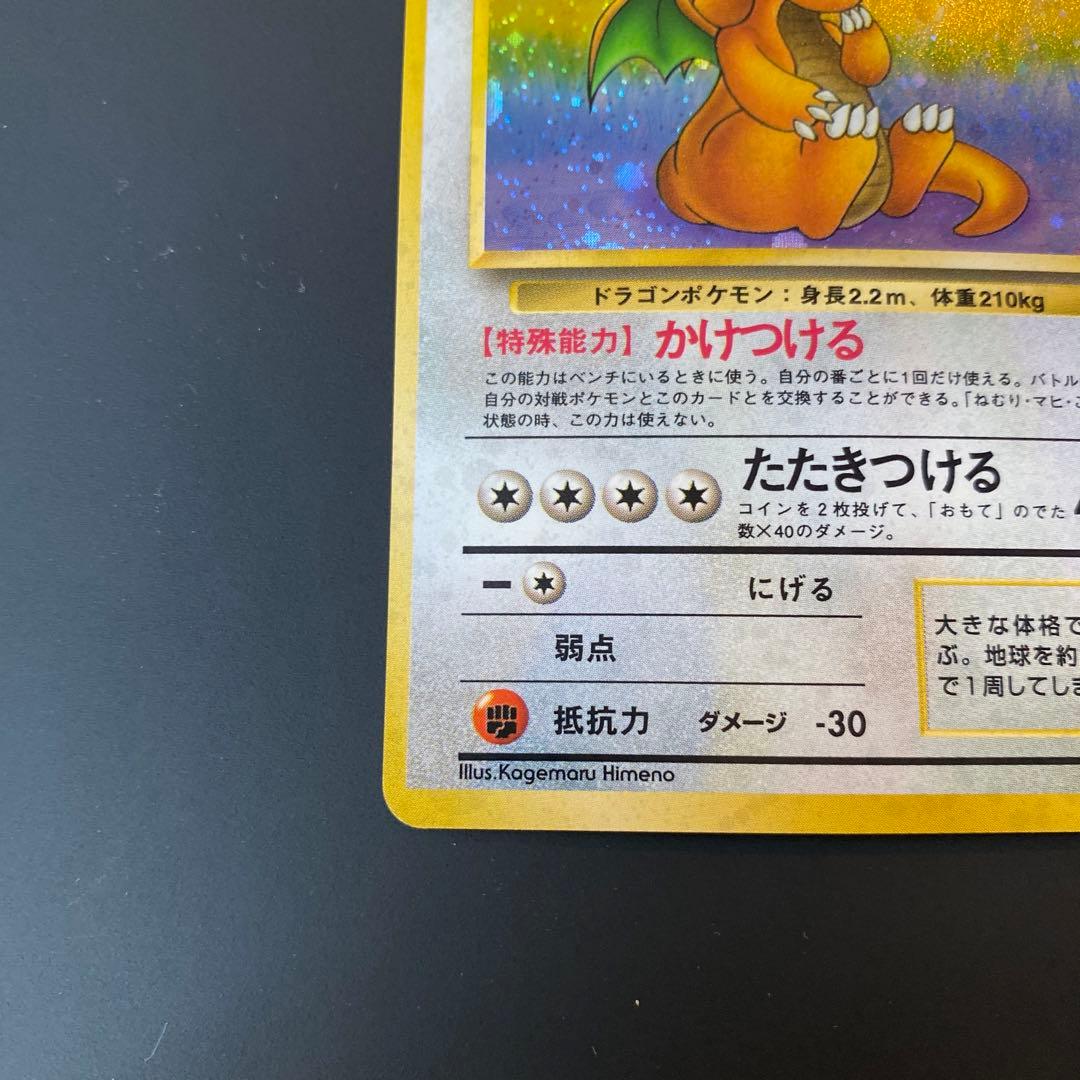 ドラゴンポケモン：身長2.2m、体重210kg
【特殊能力】かけつける
この能力はベンチにいるときに使う。自分の番ごとに1回だけ使える。バトル
自分の対戦ポケモンとこのカードとを交換することができる。「ねむり・マヒ・こ
状態の時、この力は使えない。
たたきつける
コインを2枚投げて、「おもて」のでた
数×40のダメージ。
− にげる
弱点
抵抗力 ダメージ -30
大きな体格で
ぶ。地球を約
で1周してしま
Illus.Kagemaru Himeno